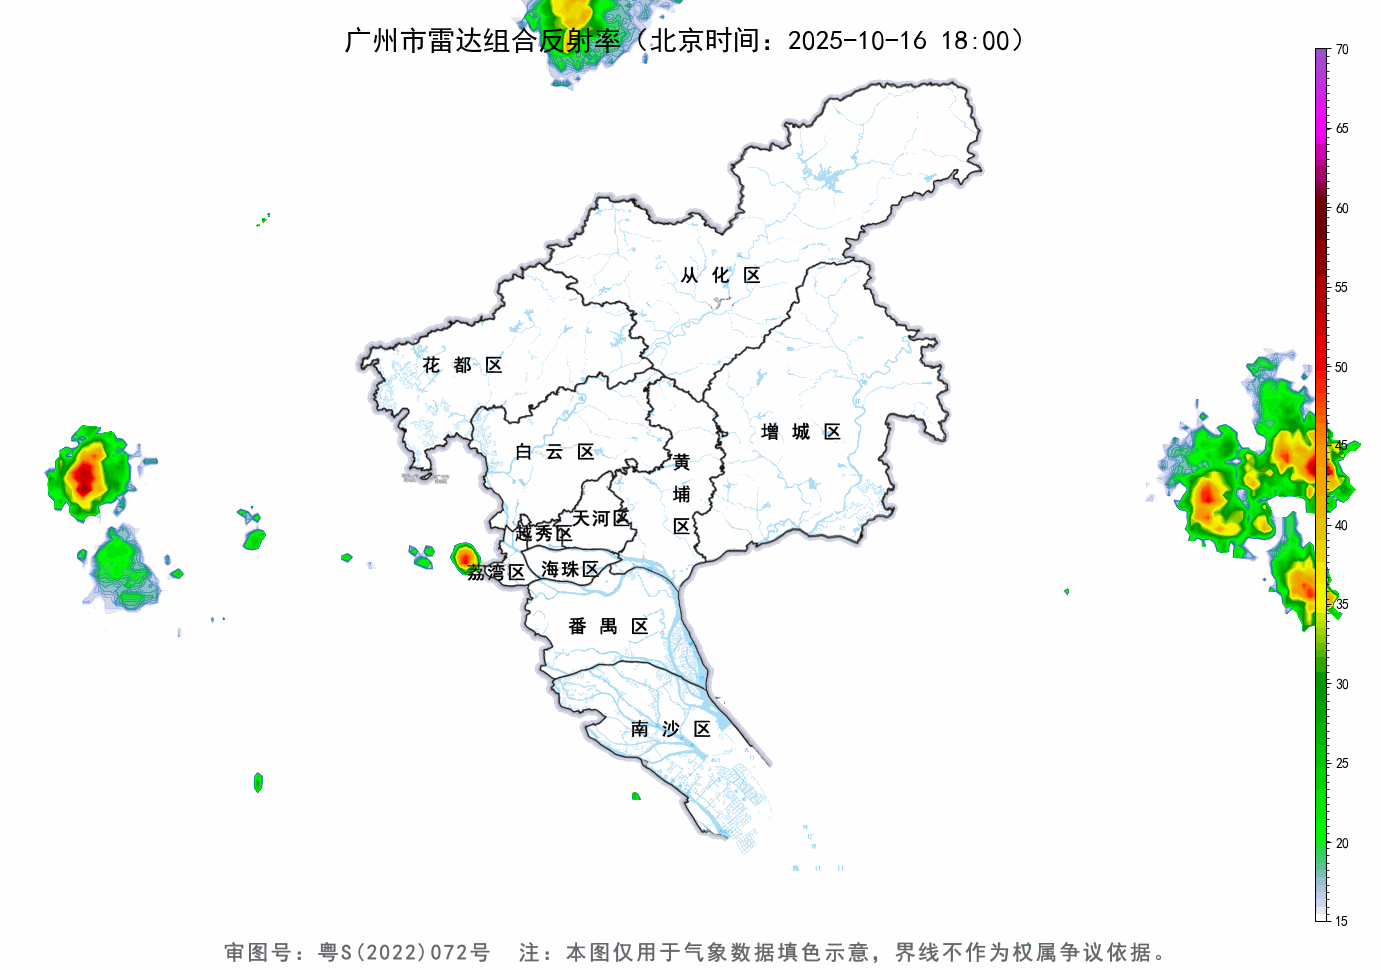 广州市雷达组合反射率（北京时间：2025-10-16 18:00）
70
65
60
55
50
45
40
35
30
25
20
15
从化区
花都区
增城区
白云区
黄埔区
天河区
越秀区
荔湾区
海珠区
番禺区
南沙区
审图号：粤S(2022)072号 注：本图仅用于气象数据填色示意，界线不作为权属争议依据。